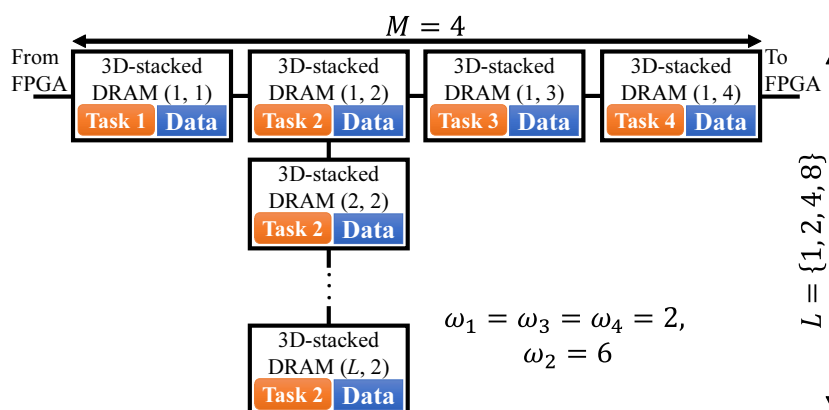 M = 4
From
FPGA
3D-stacked
DRAM (1, 1)
Task 1 Data
3D-stacked
DRAM (1, 2)
Task 2 Data
3D-stacked
DRAM (1, 3)
Task 3 Data
3D-stacked
DRAM (1, 4)
Task 4 Data
To
FPGA
3D-stacked
DRAM (2, 2)
Task 2 Data
3D-stacked
DRAM (L, 2)
Task 2 Data
ω₁ = ω₃ = ω₄ = 2,
ω₂ = 6
L = {1, 2, 4, 8}